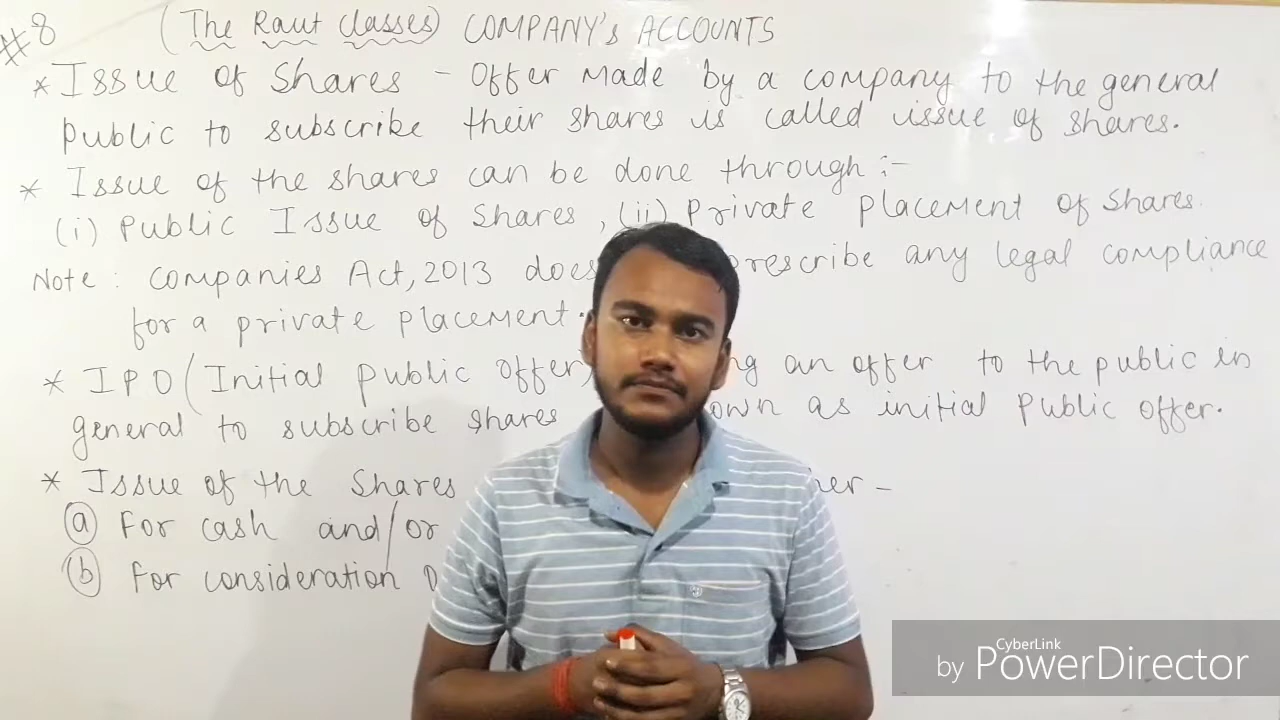 #8 (The Raut Classes) COMPANY's ACCOUNTS
* Issue of Shares - Offer made by a company to the general
public to subscribe their shares is called issue of shares.
* Issue of the shares can be done through :-
(i) Public Issue of Shares, (ii) Private Placement of Shares.
Note : Companies Act, 2013 does prescribe any legal compliance
for a private placement.
* IPO (Initial Public Offer) an offer to the public in
general to subscribe shares as initial public offer.
* Issue of the Shares -
(a) For cash and/or
(b) For consideration
CyberLink
by PowerDirector